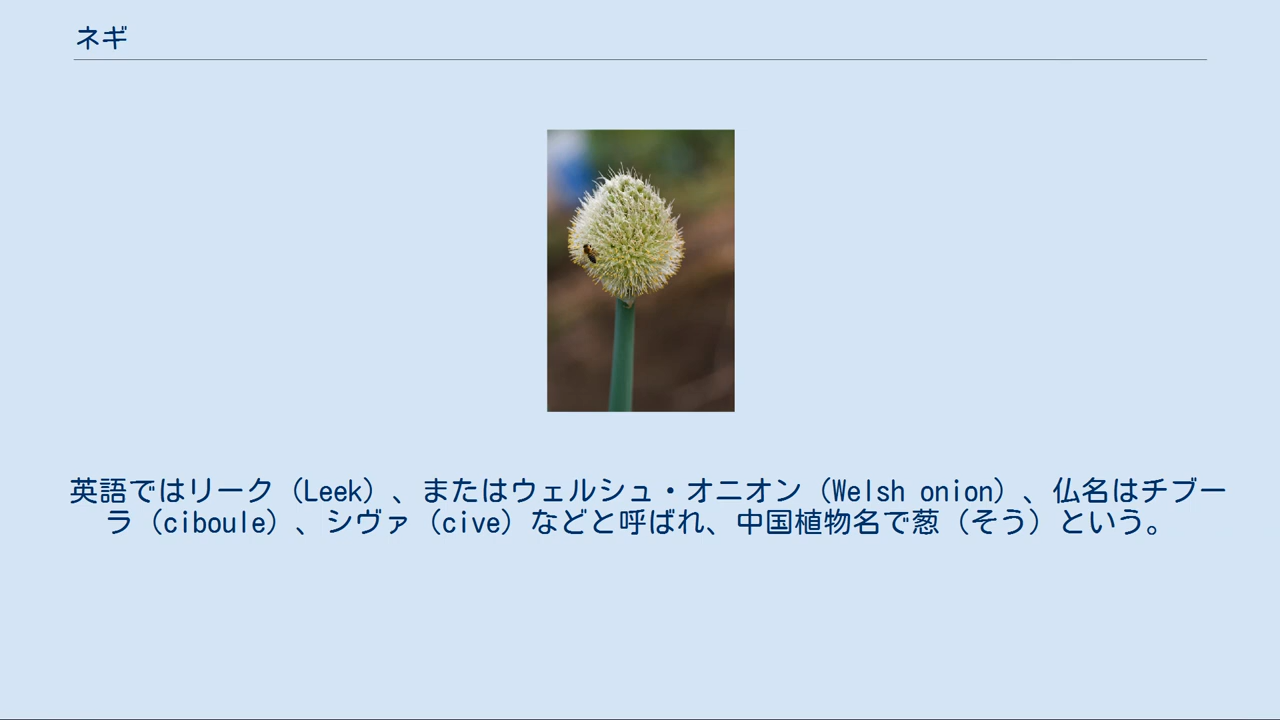 ネギ
英語ではリーク（Leek）、またはウェルシュ・オニオン（Welsh onion）、仏名はチブー
ラ（ciboule）、シヴァ（cive）などと呼ばれ、中国植物名で葱（そう）という。